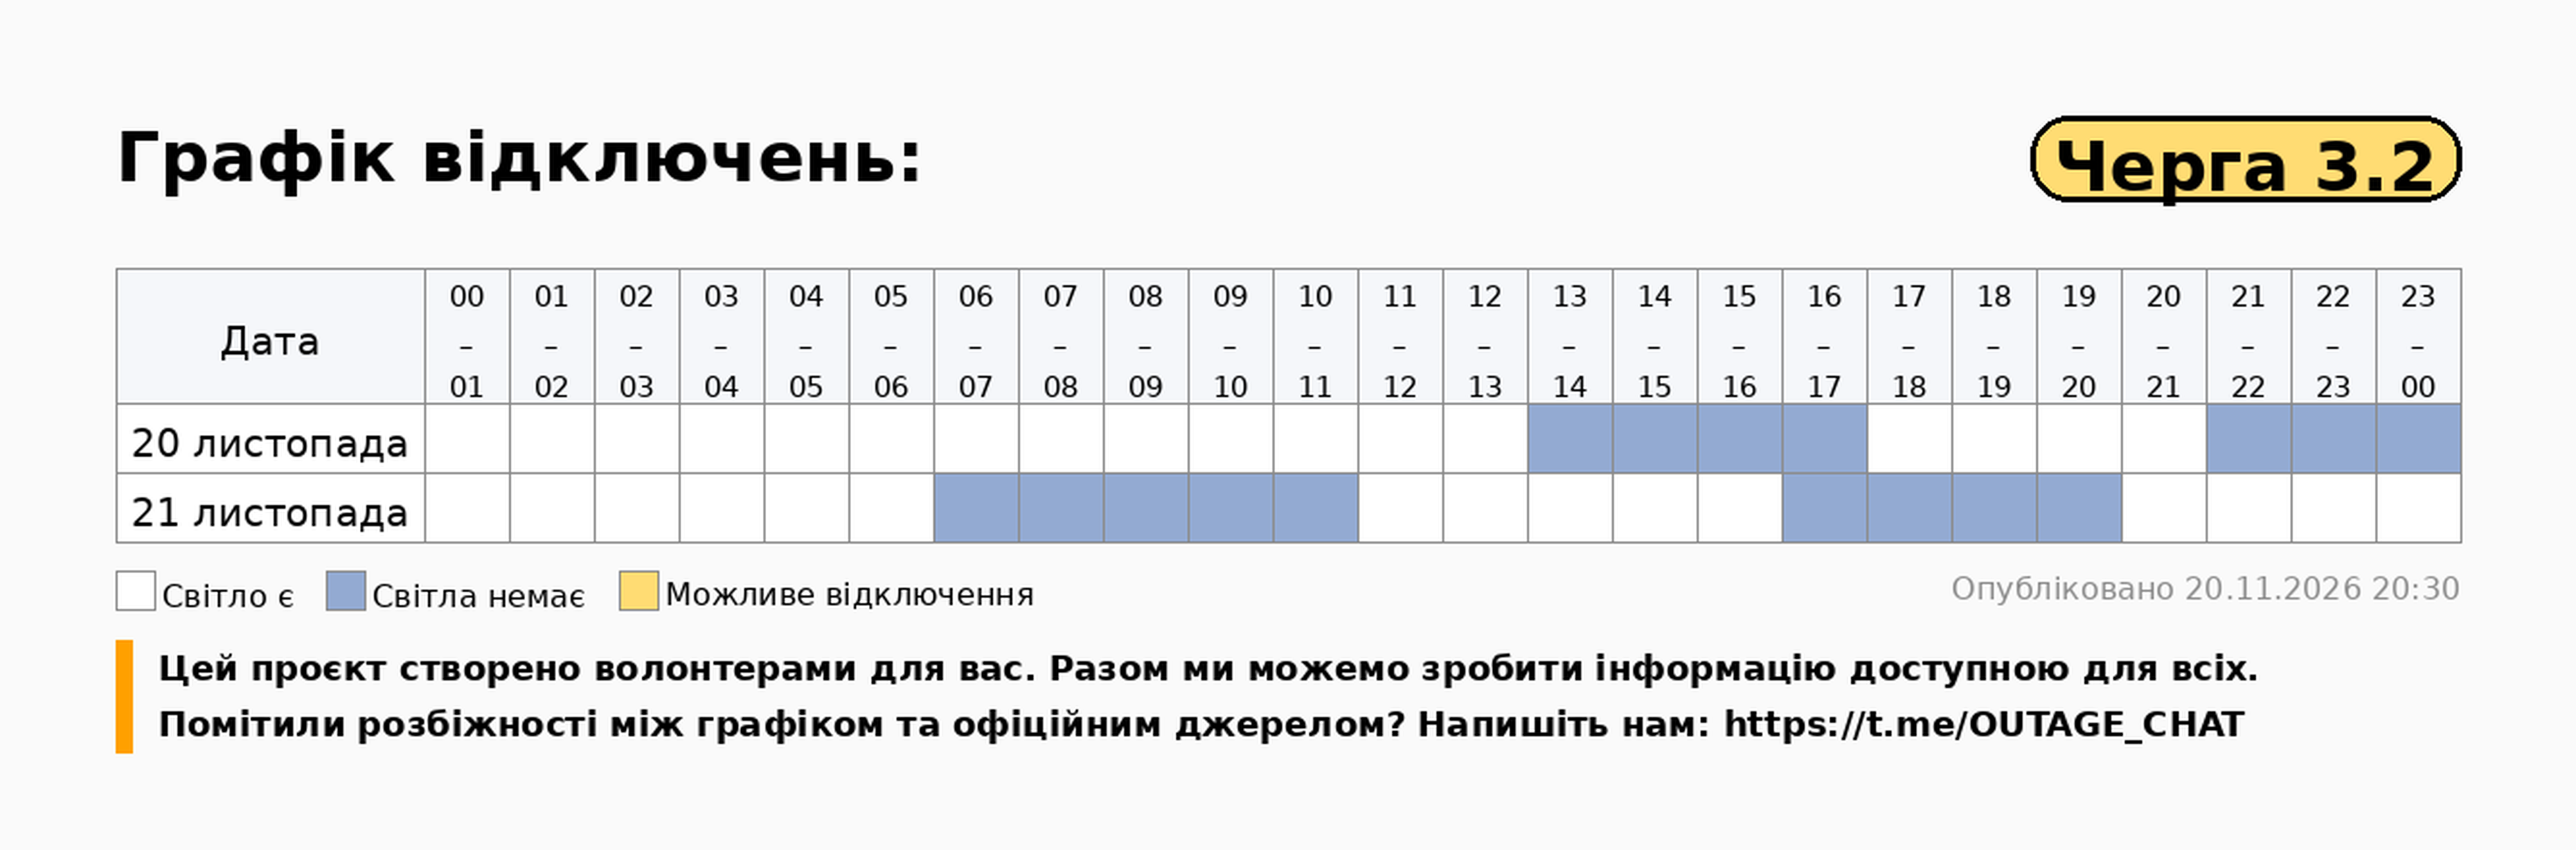 Графік відключень:
Черга 3.2
Дата
00 – 01
01 – 02
02 – 03
03 – 04
04 – 05
05 – 06
06 – 07
07 – 08
08 – 09
09 – 10
10 – 11
11 – 12
12 – 13
13 – 14
14 – 15
15 – 16
16 – 17
17 – 18
18 – 19
19 – 20
20 – 21
21 – 22
22 – 23
23 – 00
20 листопада
21 листопада
Світло є
Світла немає
Можливе відключення
Опубліковано 20.11.2026 20:30
Цей проєкт створено волонтерами для вас. Разом ми можемо зробити інформацію доступною для всіх.
Помітили розбіжності між графіком та офіційним джерелом? Напишіть нам: https://t.me/OUTAGE_CHAT